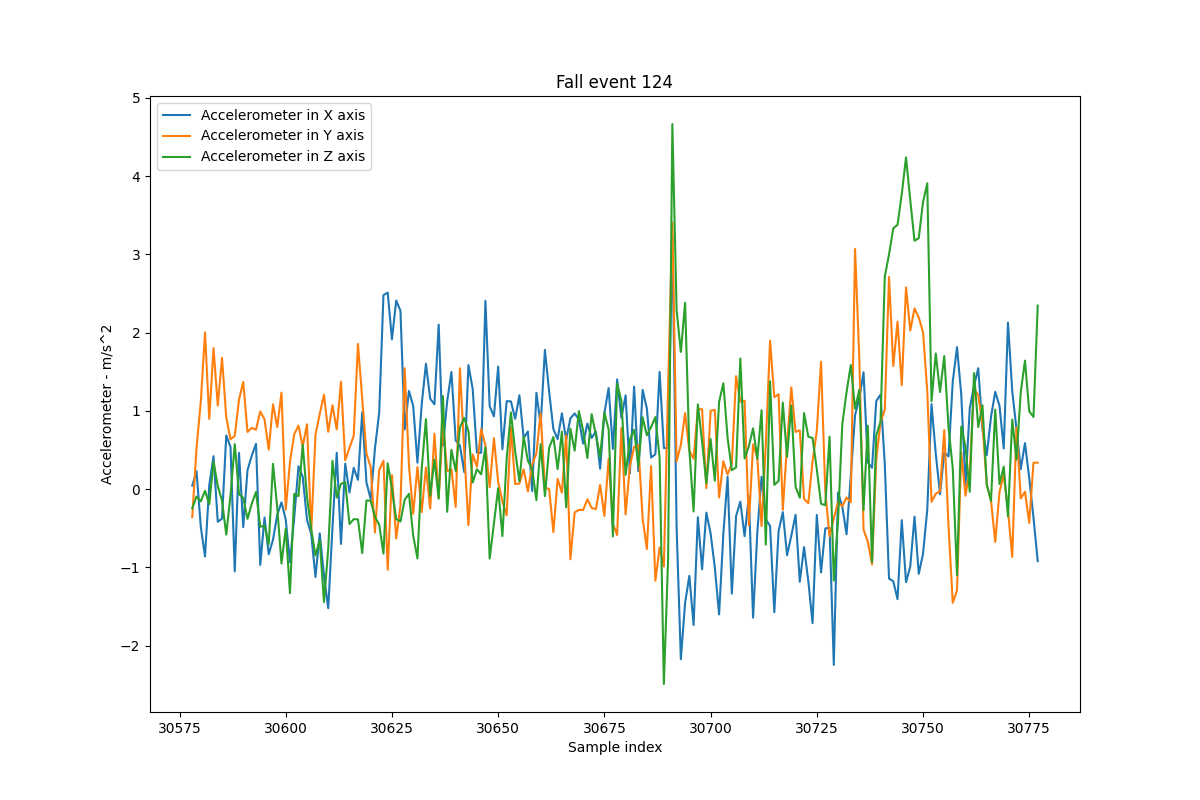 Fall event 124
Accelerometer in X axis
Accelerometer in Y axis
Accelerometer in Z axis
Accelerometer - m/s^2
5
4
3
2
1
0
−1
−2
30575 30600 30625 30650 30675 30700 30725 30750 30775
Sample index